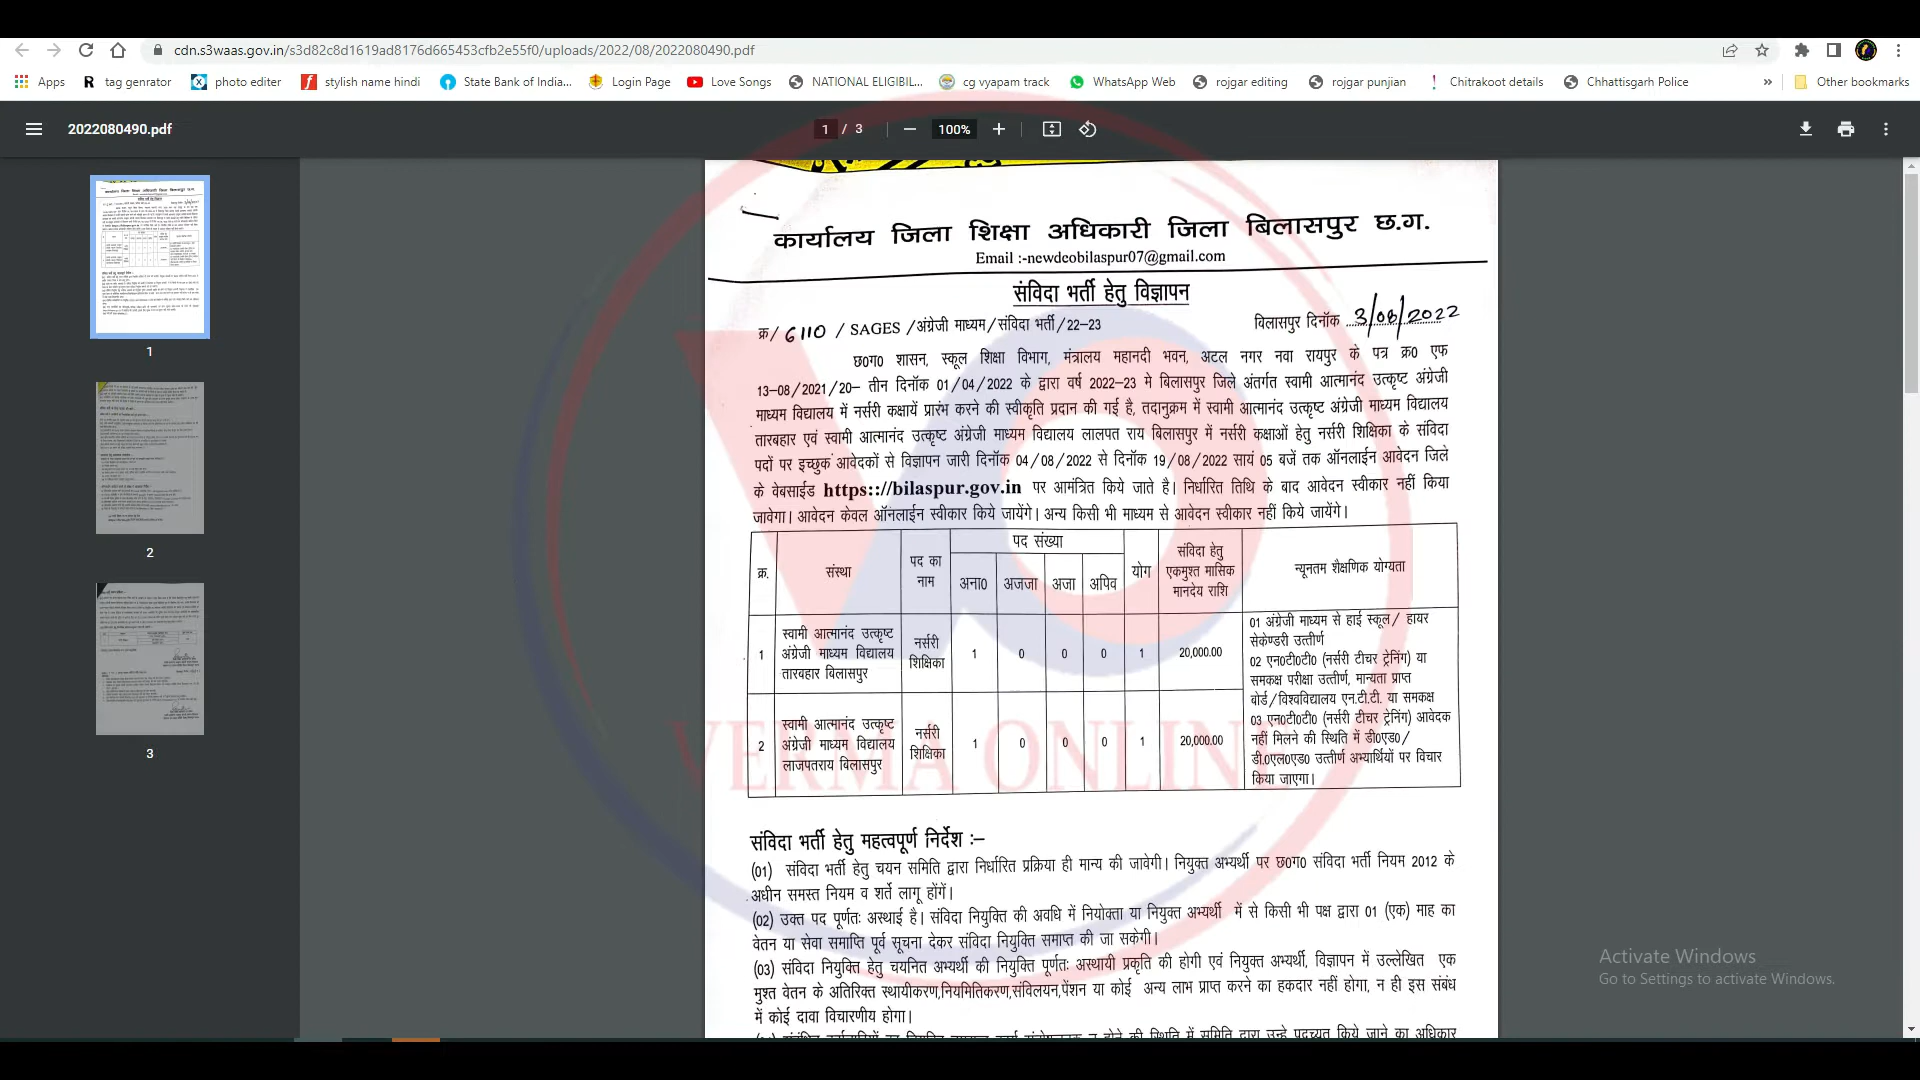 cdn.s3waas.gov.in/s3d82c8d1619ad8176d665453cfb2e55f0/uploads/2022/08/2022080490.pdf
Apps tag genrator photo editer stylish name hindi State Bank of India... Login Page Love Songs NATIONAL ELIGIBIL... cg vyapam track WhatsApp Web rojgar editing rojgar punjian Chitrakoot details Chhattisgarh Police » Other bookmarks
2022080490.pdf 1 / 3 100%
1
2
3
कार्यालय जिला शिक्षा अधिकारी जिला बिलासपुर छ.ग.
Email :-newdeobilaspur07@gmail.com
संविदा भर्ती हेतु विज्ञापन
क्र/ 6110 / SAGES /अंग्रेजी माध्यम/संविदा भर्ती/22-23 बिलासपुर दिनॉक 3/08/2022
छ0ग0 शासन, स्कूल शिक्षा विभाग, मंत्रालय महानदी भवन, अटल नगर नवा रायपुर के पत्र क्र0 एफ
13-08/2021/20- तीन दिनॉक 01/04/2022 के द्वारा वर्ष 2022-23 मे बिलासपुर जिले अंतर्गत स्वामी आत्मानंद उत्कृष्ट अंग्रेजी
माध्यम विद्यालय में नर्सरी कक्षायें प्रारंभ करने की स्वीकृति प्रदान की गई है, तदानुक्रम में स्वामी आत्मानंद उत्कृष्ट अंग्रेजी माध्यम विद्यालय
तारबहार एवं स्वामी आत्मानंद उत्कृष्ट अंग्रेजी माध्यम विद्यालय लालपत राय बिलासपुर में नर्सरी कक्षाओं हेतु नर्सरी शिक्षिका के संविदा
पदों पर इच्छुक आवेदकों से विज्ञापन जारी दिनॉक 04/08/2022 से दिनॉक 19/08/2022 सायं 05 बजें तक ऑनलाईन आवेदन जिले
के वेबसाईड https:://bilaspur.gov.in पर आमंत्रित किये जाते है। निर्धारित तिथि के बाद आवेदन स्वीकार नहीं किया
जावेगा। आवेदन केवल ऑनलाईन स्वीकार किये जायेंगे। अन्य किसी भी माध्यम से आवेदन स्वीकार नहीं किये जायेंगे।
क्र. संस्था पद का नाम पद संख्या योग संविदा हेतु एकमुश्त मासिक मानदेय राशि न्यूनतम शैक्षणिक योग्यता
अना0 अजजा अजा अपिव
1 स्वामी आत्मानंद उत्कृष्ट अंग्रेजी माध्यम विद्यालय तारबहार बिलासपुर नर्सरी शिक्षिका 1 0 0 0 1 20,000.00
2 स्वामी आत्मानंद उत्कृष्ट अंग्रेजी माध्यम विद्यालय लाजपतराय बिलासपुर नर्सरी शिक्षिका 1 0 0 0 1 20,000.00
01 अंग्रेजी माध्यम से हाई स्कूल/ हायर
सेकेण्डरी उत्तीर्ण
02 एन0टी0टी0 (नर्सरी टीचर ट्रेनिंग) या
समकक्ष परीक्षा उत्तीर्ण, मान्यता प्राप्त
बोर्ड/विश्वविद्यालय एन.टी.टी. या समकक्ष
03 एन0टी0टी0 (नर्सरी टीचर ट्रेनिंग) आवेदक
नहीं मिलने की स्थिति में डी0एड0/
डी.0एल0एड0 उत्तीर्ण अभ्यार्थियों पर विचार
किया जाएगा।
VERMA ONLINE
संविदा भर्ती हेतु महत्वपूर्ण निर्देश :–
(01) संविदा भर्ती हेतु चयन समिति द्वारा निर्धारित प्रक्रिया ही मान्य की जावेगी। नियुक्त अभ्यर्थी पर छ0ग0 संविदा भर्ती नियम 2012 के
अधीन समस्त नियम व शर्ते लागू होंगें।
(02) उक्त पद पूर्णतः अस्थाई है। संविदा नियुक्ति की अवधि में नियोक्ता या नियुक्त अभ्यर्थी में से किसी भी पक्ष द्वारा 01 (एक) माह का
वेतन या सेवा समाप्ति पूर्व सूचना देकर संविदा नियुक्ति समाप्त की जा सकेगी।
(03) संविदा नियुक्ति हेतु चयनित अभ्यर्थी की नियुक्ति पूर्णतः अस्थायी प्रकृति की होगी एवं नियुक्त अभ्यर्थी, विज्ञापन में उल्लेखित एक
मुश्त वेतन के अतिरिक्त स्थायीकरण,नियमितिकरण,संविलयन,पेंशन या कोई अन्य लाभ प्राप्त करने का हकदार नहीं होगा, न ही इस संबंध
में कोई दावा विचारणीय होगा।
Activate Windows
Go to Settings to activate Windows.